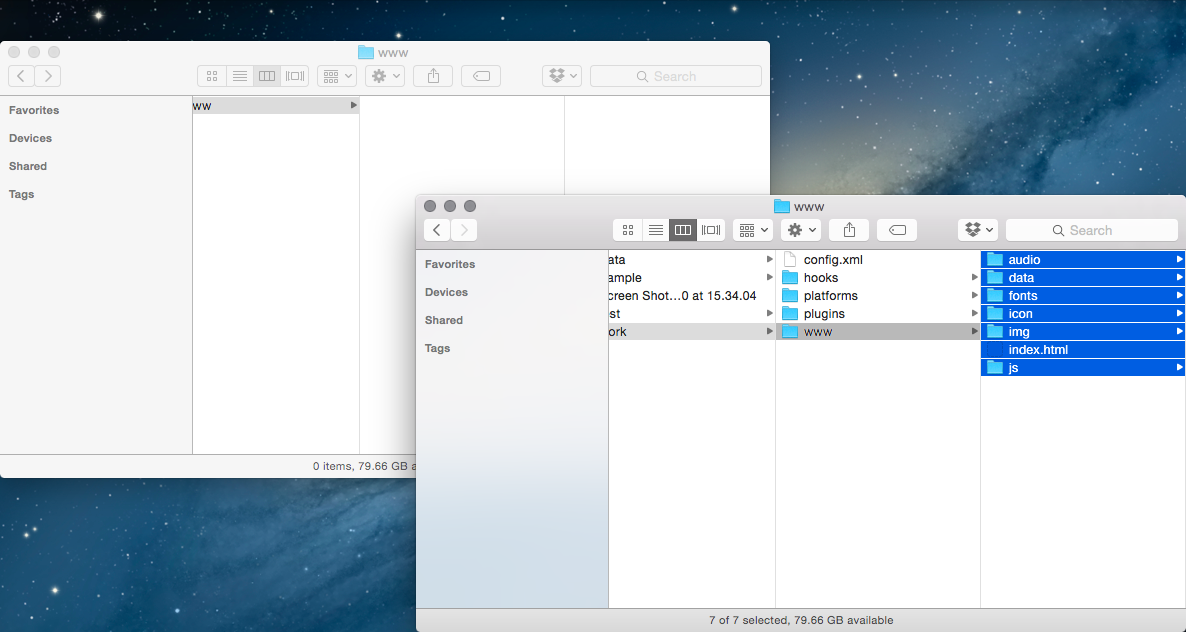 www
Search
Favorites
Devices
Shared
Tags
ww
0 items, 79.66 GB a
www
Search
Favorites
Devices
Shared
Tags
ata
ample
creen Shot...0 at 15.34.04
st
ork
config.xml
hooks
platforms
plugins
www
audio
data
fonts
icon
img
index.html
js
7 of 7 selected, 79.66 GB available